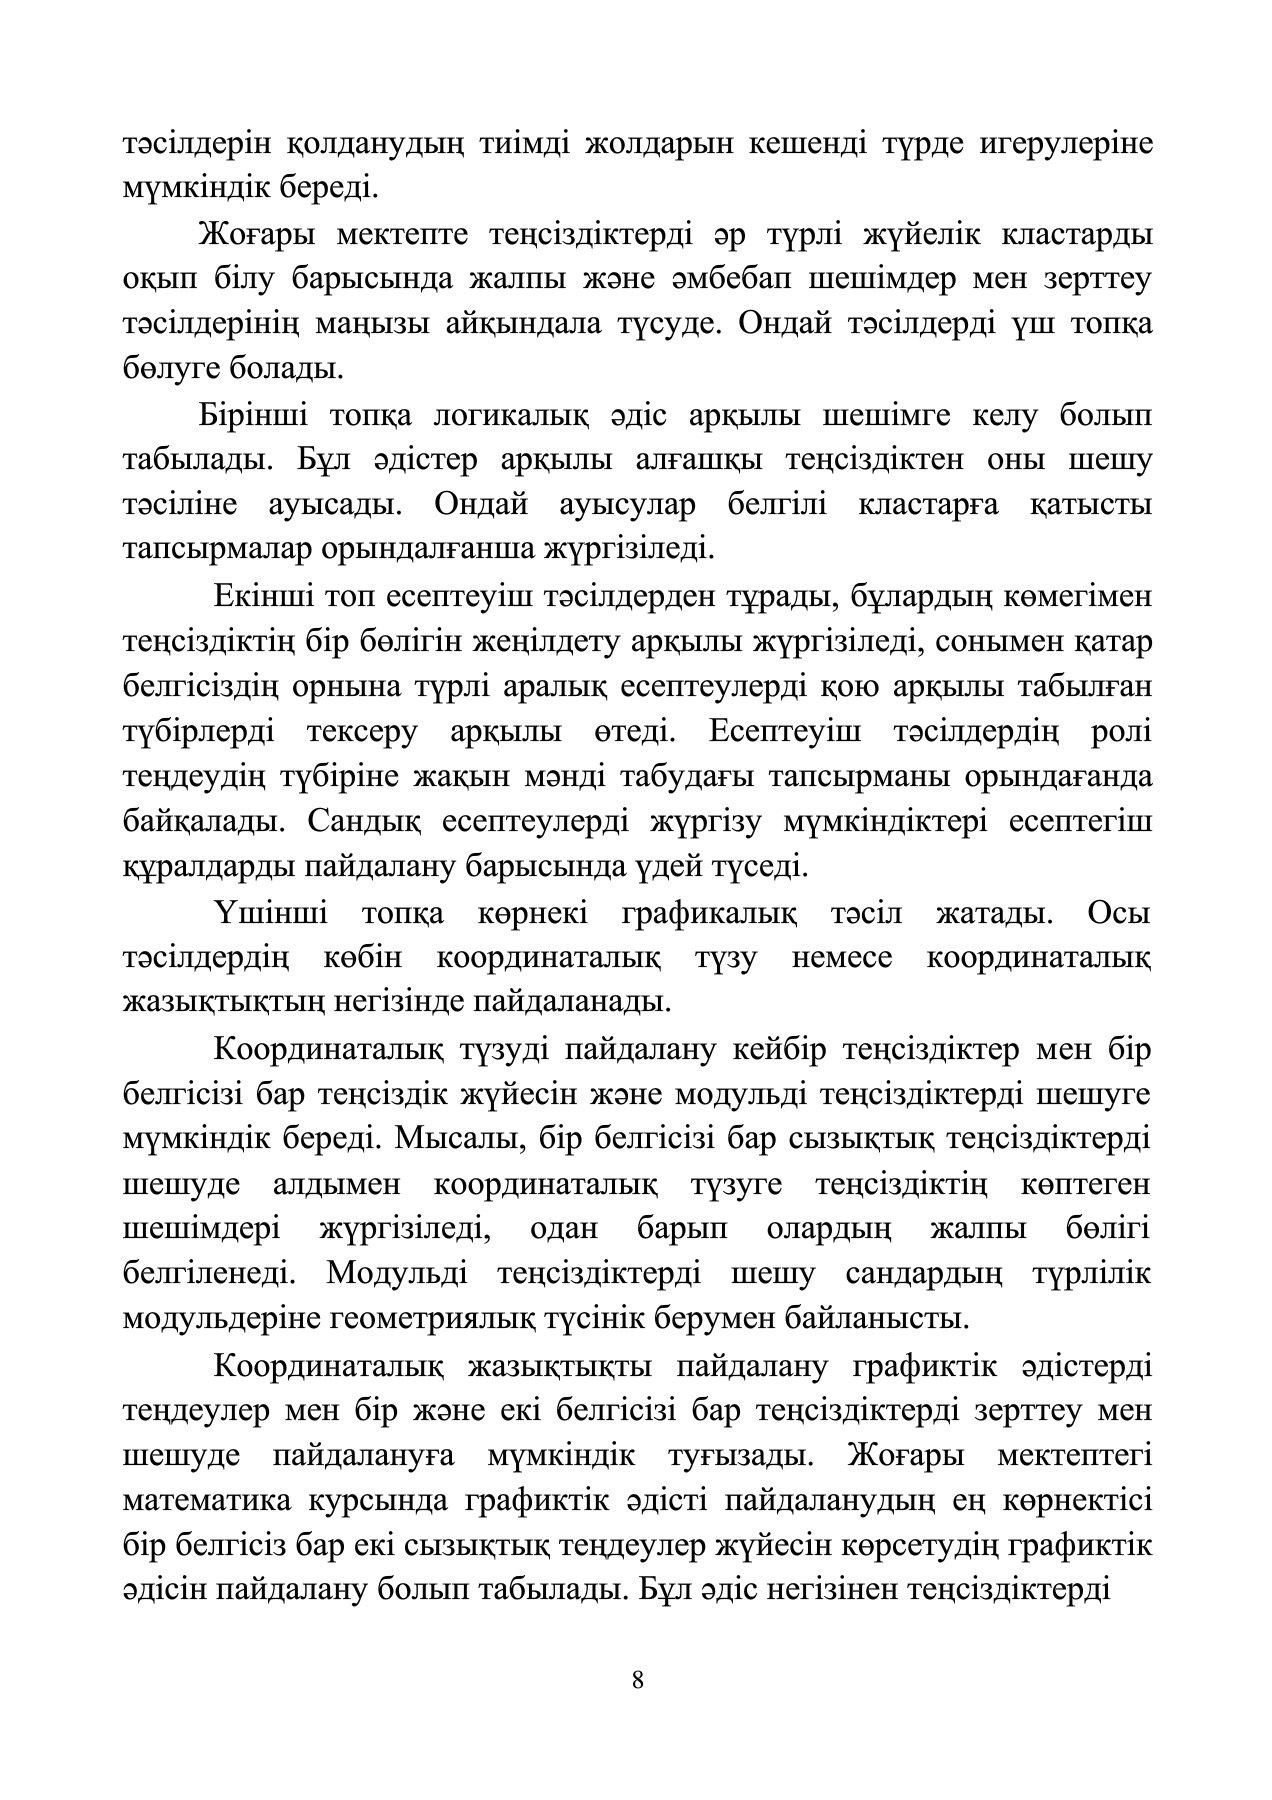 тәсілдерін қолданудың тиімді жолдарын кешенді түрде игерулеріне
мүмкіндік береді.
Жоғары мектепте теңсіздіктерді әр түрлі жүйелік кластарды
оқып білу барысында жалпы және әмбебап шешімдер мен зерттеу
тәсілдерінің маңызы айқындала түсуде. Ондай тәсілдерді үш топқа
бөлуге болады.
Бірінші топқа логикалық әдіс арқылы шешімге келу болып
табылады. Бұл әдістер арқылы алғашқы теңсіздіктен оны шешу
тәсіліне ауысады. Ондай ауысулар белгілі кластарға қатысты
тапсырмалар орындалғанша жүргізіледі.
Екінші топ есептеуіш тәсілдерден тұрады, бұлардың көмегімен
теңсіздіктің бір бөлігін жеңілдету арқылы жүргізіледі, сонымен қатар
белгісіздің орнына түрлі аралық есептеулерді қою арқылы табылған
түбірлерді тексеру арқылы өтеді. Есептеуіш тәсілдердің ролі
теңдеудің түбіріне жақын мәнді табудағы тапсырманы орындағанда
байқалады. Сандық есептеулерді жүргізу мүмкіндіктері есептегіш
құралдарды пайдалану барысында үдей түседі.
Үшінші топқа көрнекі графикалық тәсіл жатады. Осы
тәсілдердің көбін координаталық түзу немесе координаталық
жазықтықтың негізінде пайдаланады.
Координаталық түзуді пайдалану кейбір теңсіздіктер мен бір
белгісізі бар теңсіздік жүйесін және модульді теңсіздіктерді шешуге
мүмкіндік береді. Мысалы, бір белгісізі бар сызықтық теңсіздіктерді
шешуде алдымен координаталық түзуге теңсіздіктің көптеген
шешімдері жүргізіледі, одан барып олардың жалпы бөлігі
белгіленеді. Модульді теңсіздіктерді шешу сандардың түрлілік
модульдеріне геометриялық түсінік берумен байланысты.
Координаталық жазықтықты пайдалану графиктік әдістерді
теңдеулер мен бір және екі белгісізі бар теңсіздіктерді зерттеу мен
шешуде пайдалануға мүмкіндік туғызады. Жоғары мектептегі
математика курсында графиктік әдісті пайдаланудың ең көрнектісі
бір белгісіз бар екі сызықтық теңдеулер жүйесін көрсетудің графиктік
әдісін пайдалану болып табылады. Бұл әдіс негізінен теңсіздіктерді
8